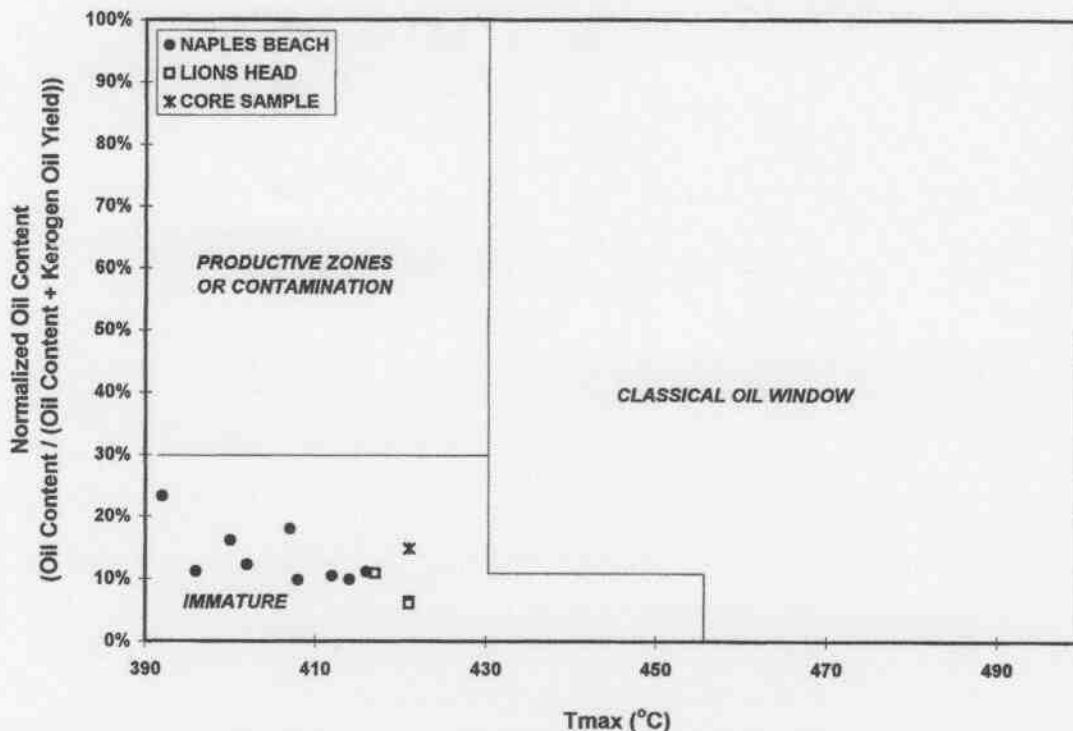 Normalized Oil Content
(Oil Content / (Oil Content + Kerogen Oil Yield))
100%
90%
80%
70%
60%
50%
40%
30%
20%
10%
0%
NAPLES BEACH
LIONS HEAD
CORE SAMPLE
PRODUCTIVE ZONES
OR CONTAMINATION
CLASSICAL OIL WINDOW
IMMATURE
390 410 430 450 470 490
Tmax (°C)